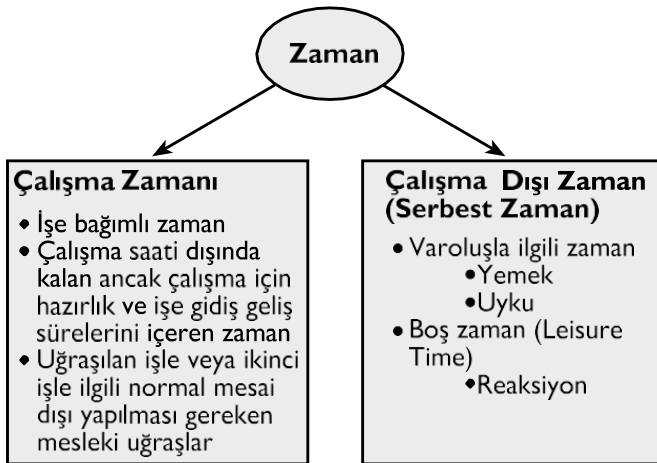 Zaman
Çalışma Zamanı
• İşe bağımlı zaman
• Çalışma saati dışında
kalan ancak çalışma için
hazırlık ve işe gidiş geliş
sürelerini içeren zaman
• Uğraşılan işle veya ikinci
işle ilgili normal mesai
dışı yapılması gereken
mesleki uğraşlar
Çalışma Dışı Zaman
(Serbest Zaman)
• Varoluşla ilgili zaman
•Yemek
•Uyku
• Boş zaman (Leisure
Time)
•Reaksiyon